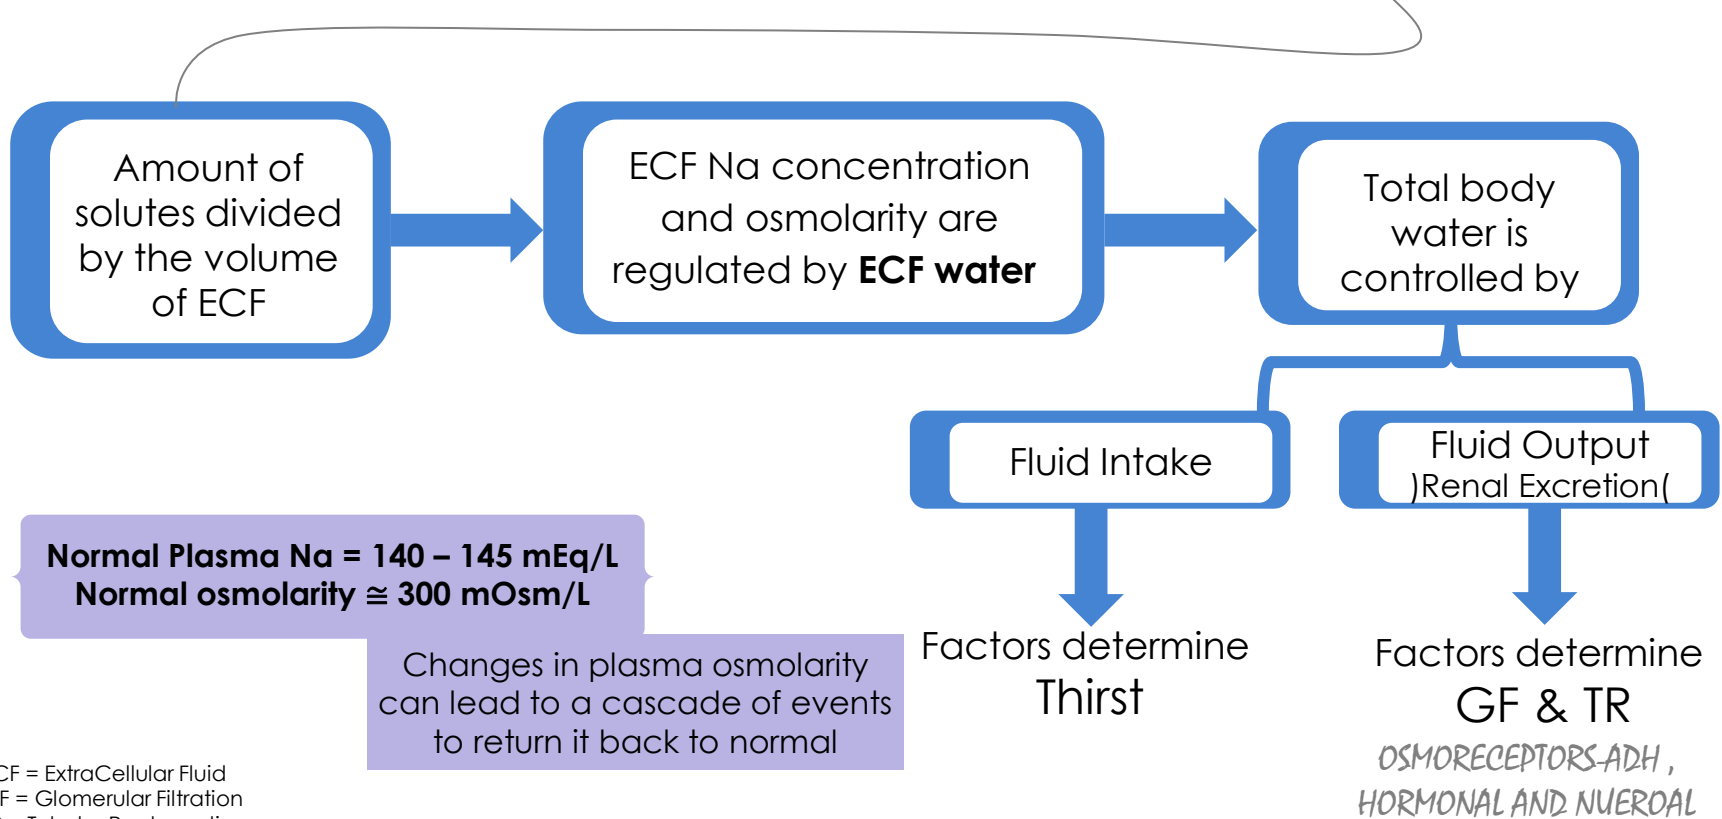 Amount of
solutes divided
by the volume
of ECF
ECF Na concentration
and osmolarity are
regulated by ECF water
Total body
water is
controlled by
Fluid Intake
Fluid Output
)Renal Excretion(
Normal Plasma Na = 140 – 145 mEq/L
Normal osmolarity ≅ 300 mOsm/L
Changes in plasma osmolarity
can lead to a cascade of events
to return it back to normal
Factors determine
Thirst
Factors determine
GF & TR
OSMORECEPTORS-ADH ,
HORMONAL AND NUEROAL
CF = ExtraCellular Fluid
F = Glomerular Filtration